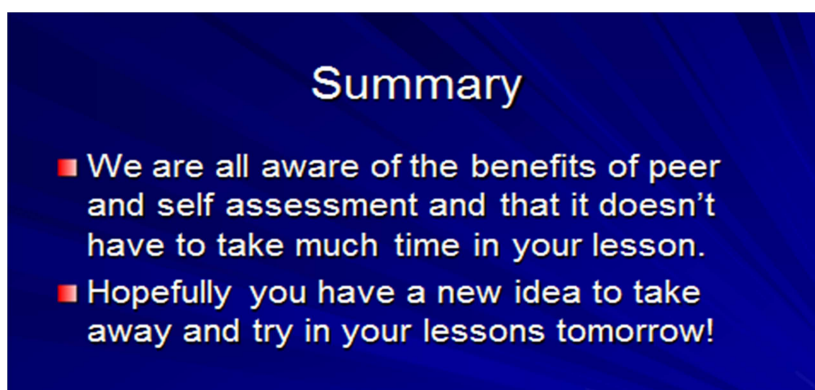 Summary
We are all aware of the benefits of peer
and self assessment and that it doesn't
have to take much time in your lesson.
Hopefully you have a new idea to take
away and try in your lessons tomorrow!